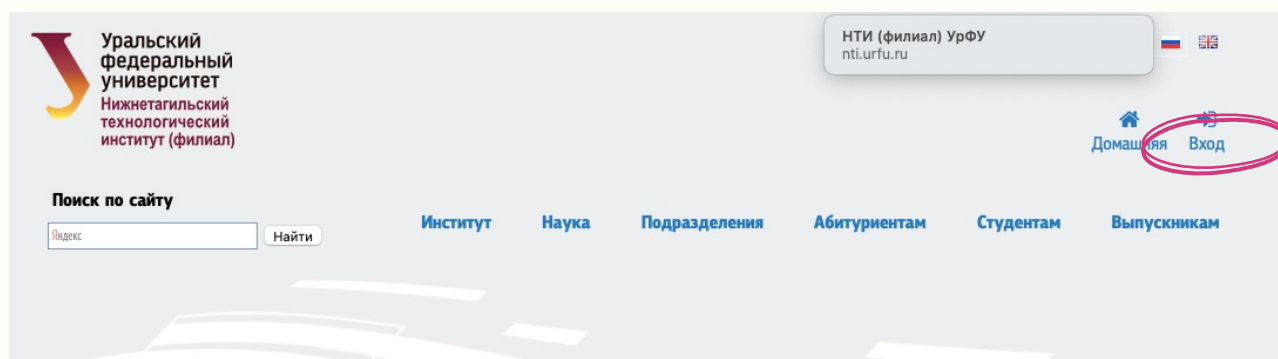 Уральский
федеральный
университет
Нижнетагильский
технологический
институт (филиал)
НТИ (филиал) УрФУ
nti.urfu.ru
Домашняя Вход
Поиск по сайту
Яндекс Найти
Институт Наука Подразделения Абитуриентам Студентам Выпускникам